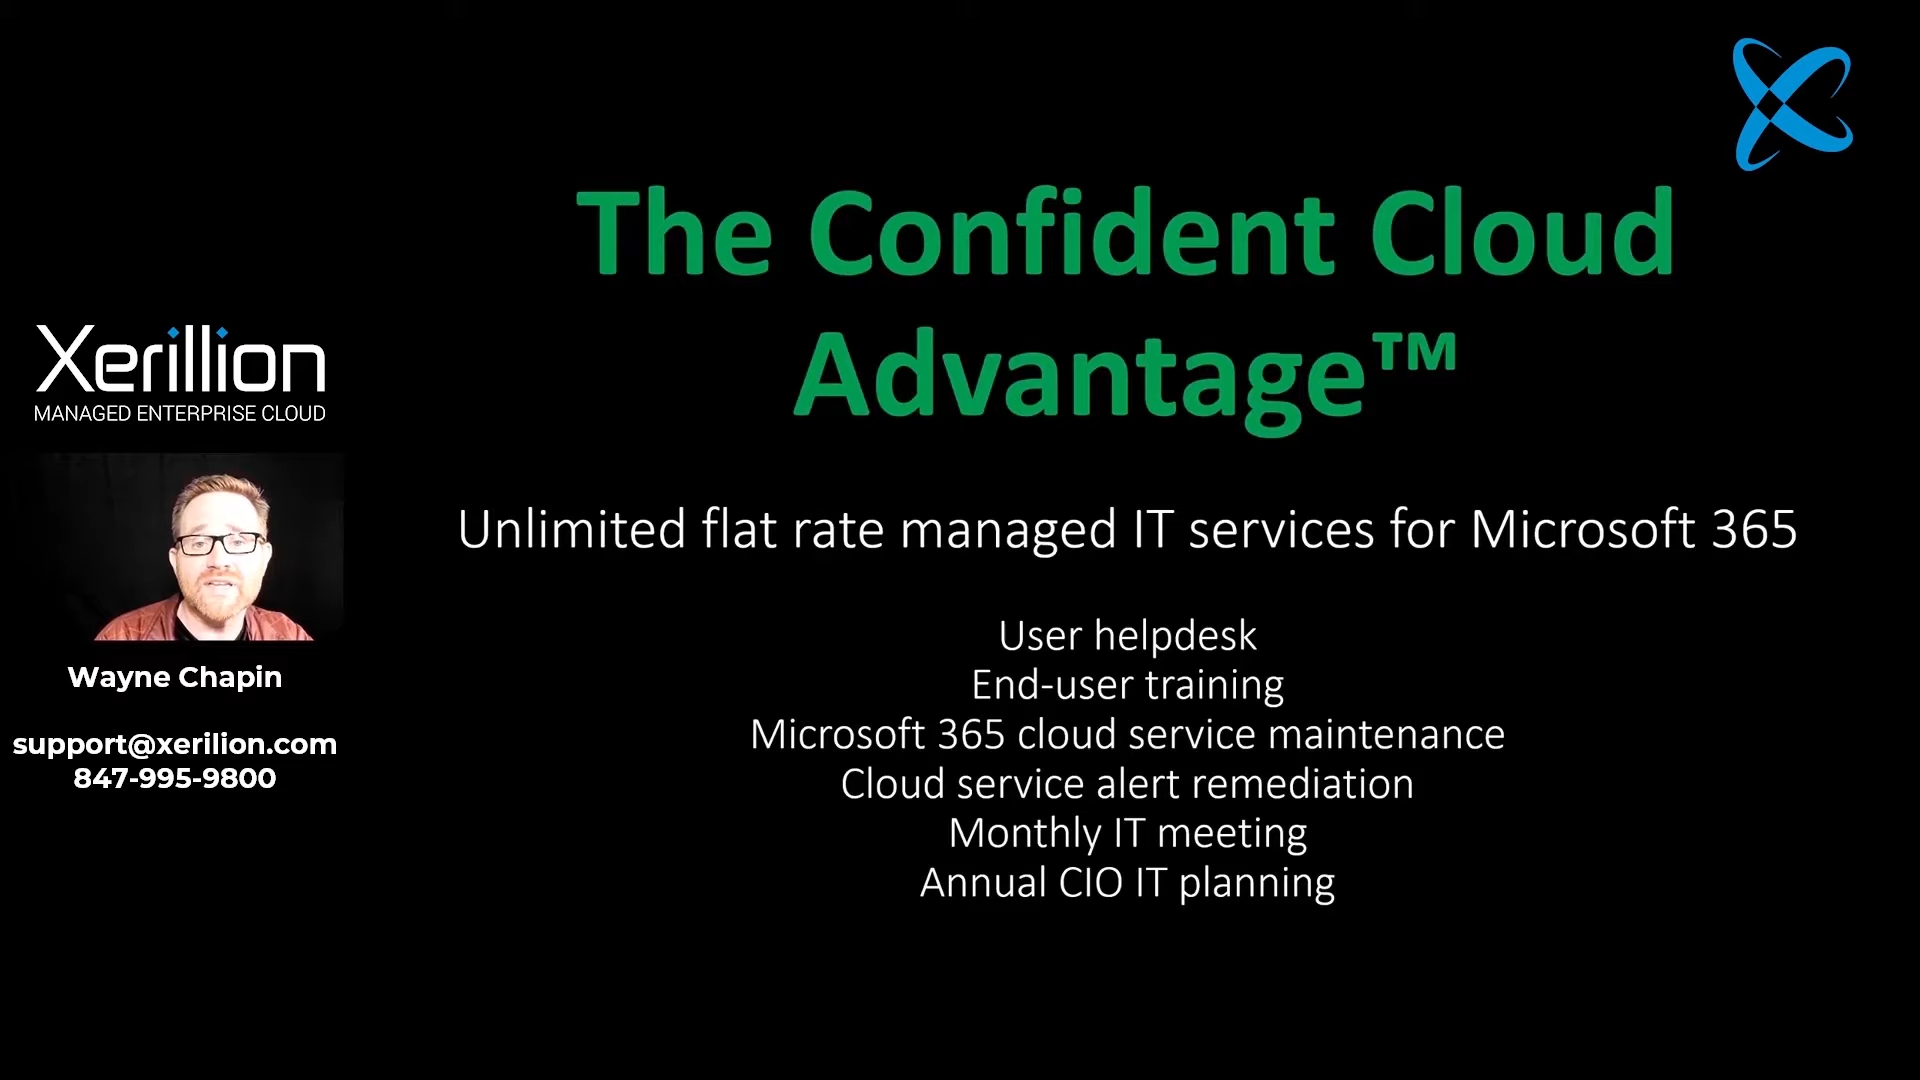 The Confident Cloud
Advantage™
Xerillion
MANAGED ENTERPRISE CLOUD
Unlimited flat rate managed IT services for Microsoft 365
User helpdesk
End-user training
Microsoft 365 cloud service maintenance
Cloud service alert remediation
Monthly IT meeting
Annual CIO IT planning
Wayne Chapin
support@xerilion.com
847-995-9800